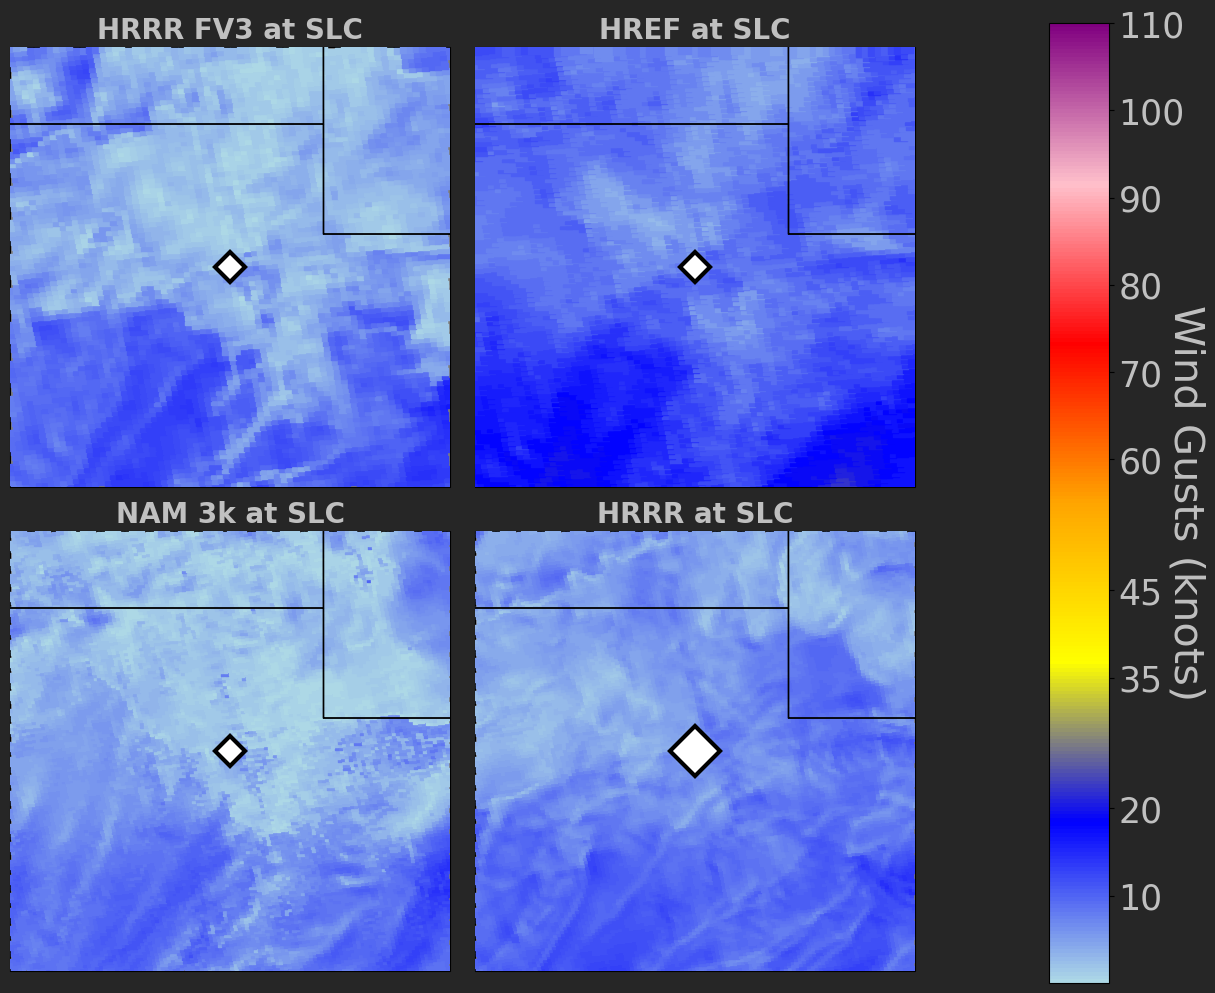 HRRR FV3 at SLC
HREF at SLC
NAM 3k at SLC
HRRR at SLC
110
100
90
80
70
60
45
35
20
10
Wind Gusts (knots)